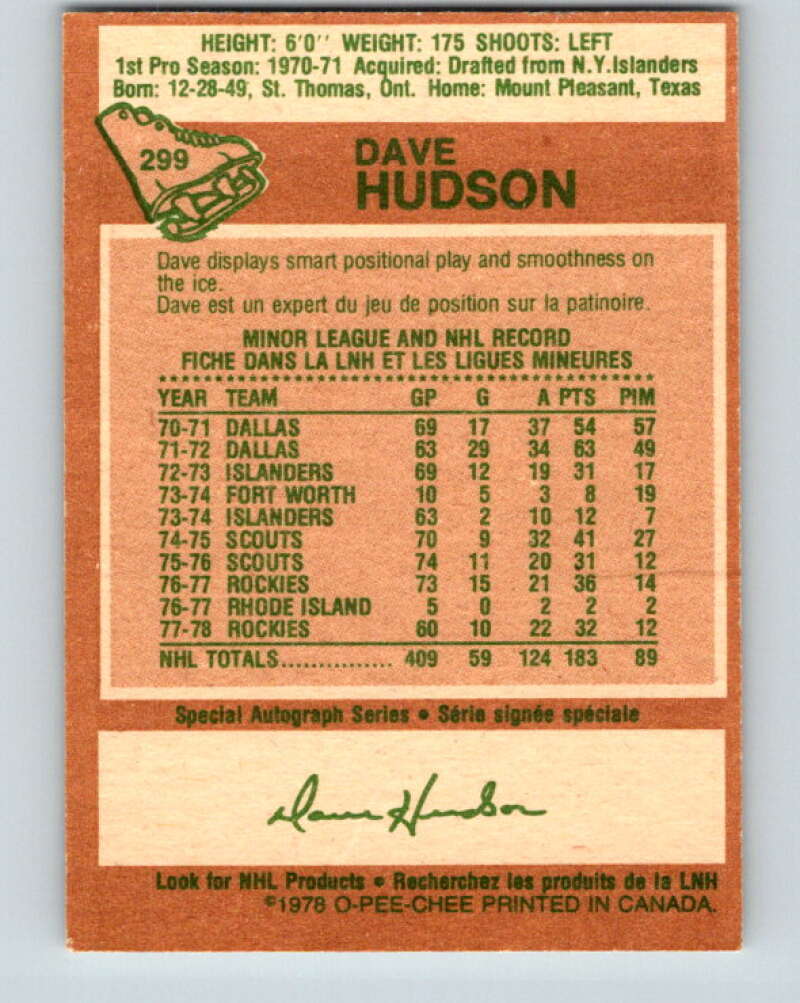 HEIGHT: 6'0'' WEIGHT: 175 SHOOTS: LEFT
1st Pro Season: 1970-71 Acquired: Drafted from N.Y.Islanders
Born: 12-28-49, St. Thomas, Ont. Home: Mount Pleasant, Texas
299
DAVE
HUDSON
Dave displays smart positional play and smoothness on
the ice.
Dave est un expert du jeu de position sur la patinoire.
MINOR LEAGUE AND NHL RECORD
FICHE DANS LA LNH ET LES LIGUES MINEURES
YEAR TEAM GP G A PTS PIM
70-71 DALLAS 69 17 37 54 57
71-72 DALLAS 63 29 34 63 49
72-73 ISLANDERS 69 12 19 31 17
73-74 FORT WORTH 10 5 3 8 19
73-74 ISLANDERS 63 2 10 12 7
74-75 SCOUTS 70 9 32 41 27
75-76 SCOUTS 74 11 20 31 12
76-77 ROCKIES 73 15 21 36 14
76-77 RHODE ISLAND 5 0 2 2 2
77-78 ROCKIES 60 10 22 32 12
NHL TOTALS................ 409 59 124 183 89
Special Autograph Series • Série signée spéciale
Dave Hudson
Look for NHL Products • Recherchez les produits de la LNH
©1978 O-PEE-CHEE PRINTED IN CANADA.